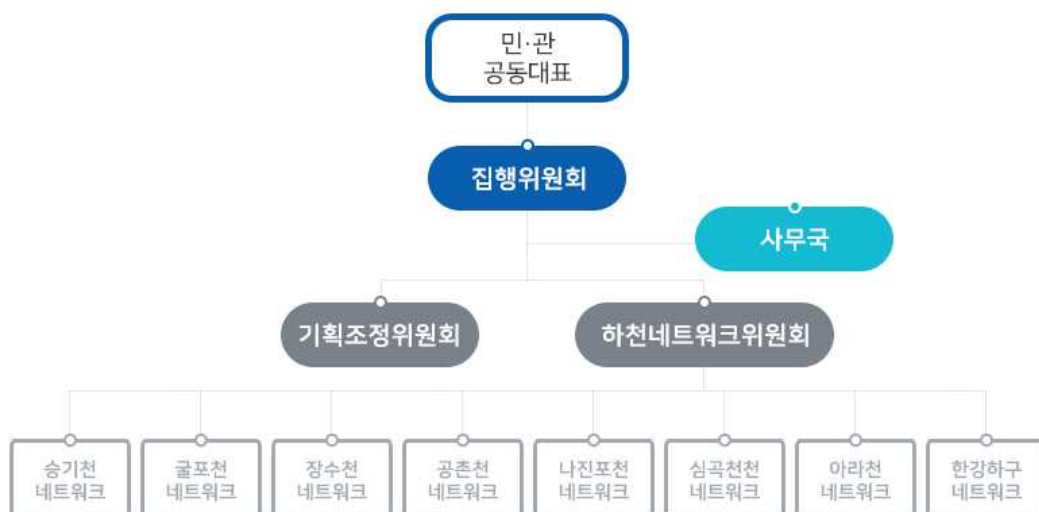 민·관
공동대표
집행위원회
사무국
기획조정위원회
하천네트워크위원회
승기천
네트워크
굴포천
네트워크
장수천
네트워크
공촌천
네트워크
나진포천
네트워크
심곡천천
네트워크
아라천
네트워크
한강하구
네트워크